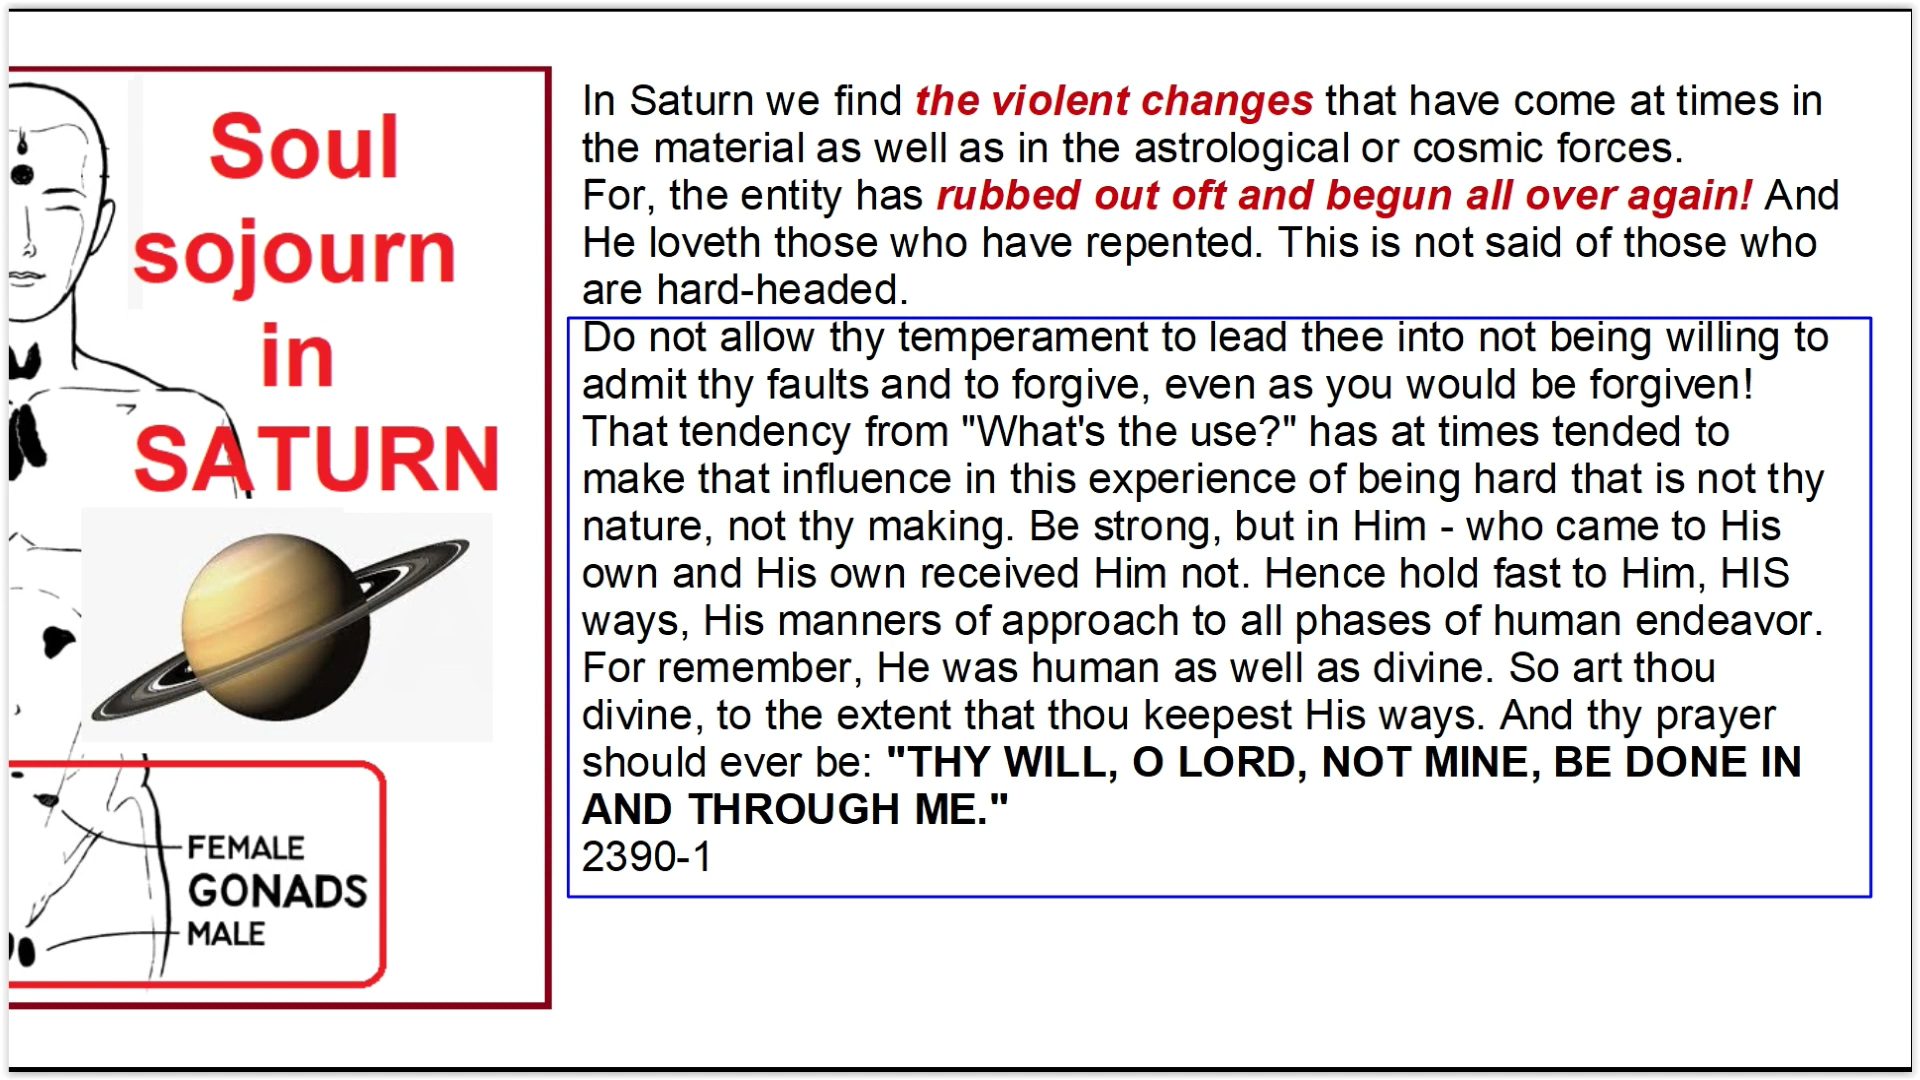 Soul
sojourn
in
SATURN
FEMALE
GONADS
MALE
In Saturn we find the violent changes that have come at times in
the material as well as in the astrological or cosmic forces.
For, the entity has rubbed out oft and begun all over again! And
He loveth those who have repented. This is not said of those who
are hard-headed.
Do not allow thy temperament to lead thee into not being willing to
admit thy faults and to forgive, even as you would be forgiven!
That tendency from "What's the use?" has at times tended to
make that influence in this experience of being hard that is not thy
nature, not thy making. Be strong, but in Him - who came to His
own and His own received Him not. Hence hold fast to Him, HIS
ways, His manners of approach to all phases of human endeavor.
For remember, He was human as well as divine. So art thou
divine, to the extent that thou keepest His ways. And thy prayer
should ever be: "THY WILL, O LORD, NOT MINE, BE DONE IN
AND THROUGH ME."
2390-1